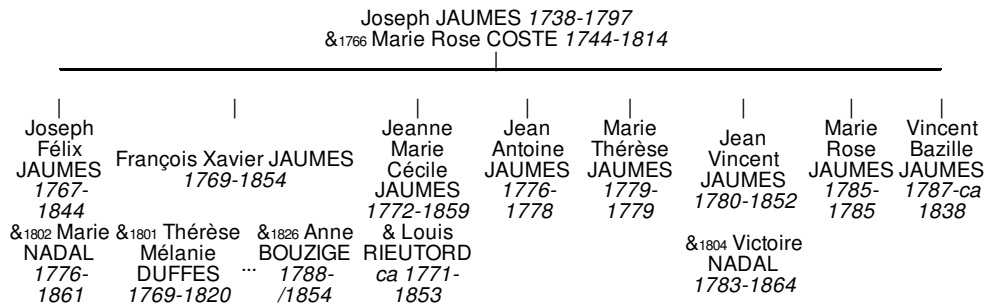 Joseph JAUMES 1738-1797
&1766 Marie Rose COSTE 1744-1814
|
| | | | | | | |
Joseph
Félix
JAUMES
1767-
1844
&1802 Marie
NADAL
1776-
1861
François Xavier JAUMES
1769-1854
&1801 Thérèse
Mélanie
DUFFES
1769-1820
...
&1826 Anne
BOUZIGE
1788-
/1854
Jeanne
Marie
Cécile
JAUMES
1772-1859
& Louis
RIEUTORD
ca 1771-
1853
Jean
Antoine
JAUMES
1776-
1778
Marie
Thérèse
JAUMES
1779-
1779
Jean
Vincent
JAUMES
1780-1852
&1804 Victoire
NADAL
1783-1864
Marie
Rose
JAUMES
1785-
1785
Vincent
Bazille
JAUMES
1787-ca
1838